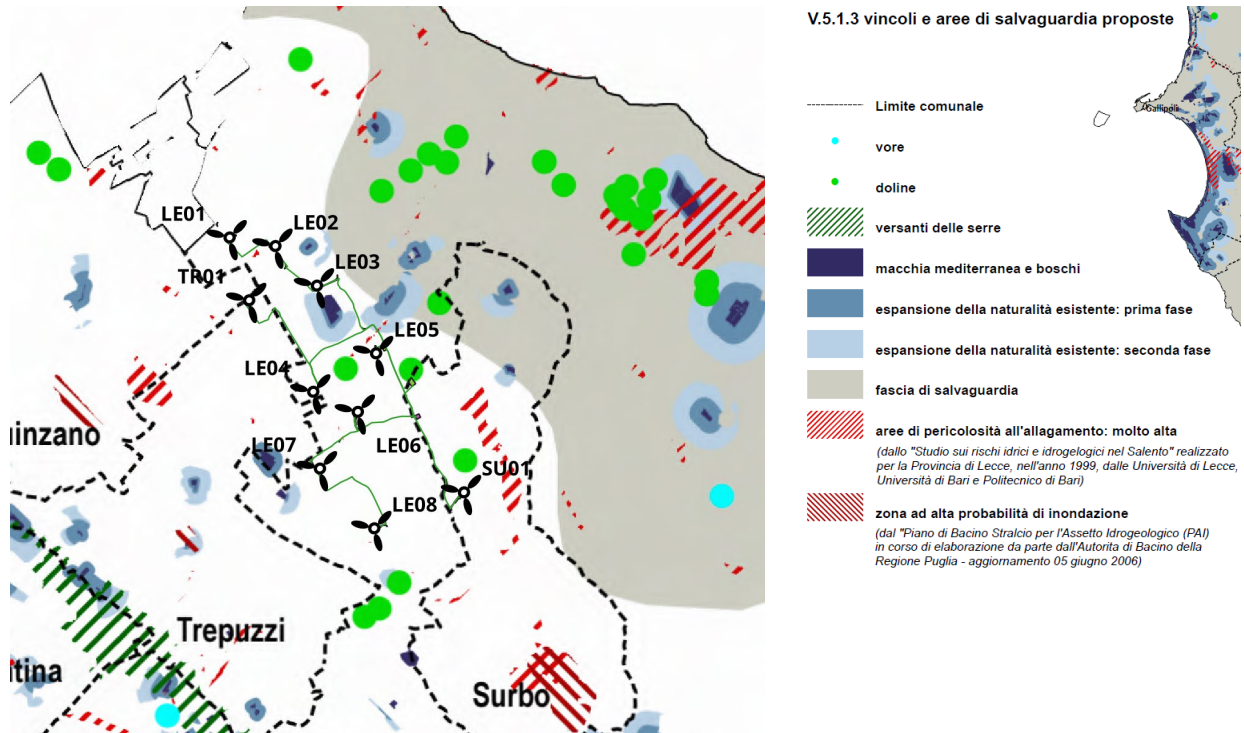 LE01
LE02
LE03
TR01
LE05
LE04
LE07
LE06
SU01
LE08
inzano
Trepuzzi
tina
Surbo
V.5.1.3 vincoli e aree di salvaguardia proposte
Limite comunale
vore
doline
versanti delle serre
macchia mediterranea e boschi
espansione della naturalità esistente: prima fase
espansione della naturalità esistente: seconda fase
fascia di salvaguardia
aree di pericolosità all'allagamento: molto alta
(dallo "Studio sui rischi idrici e idrogelogici nel Salento" realizzato
per la Provincia di Lecce, nell'anno 1999, dalle Università di Lecce,
Università di Bari e Politecnico di Bari)
zona ad alta probabilità di inondazione
(dal "Piano di Bacino Stralcio per l'Assetto Idrogeologico (PAI)
in corso di elaborazione da parte dall'Autorita di Bacino della
Regione Puglia - aggiornamento 05 giugno 2006)
Gallipoli